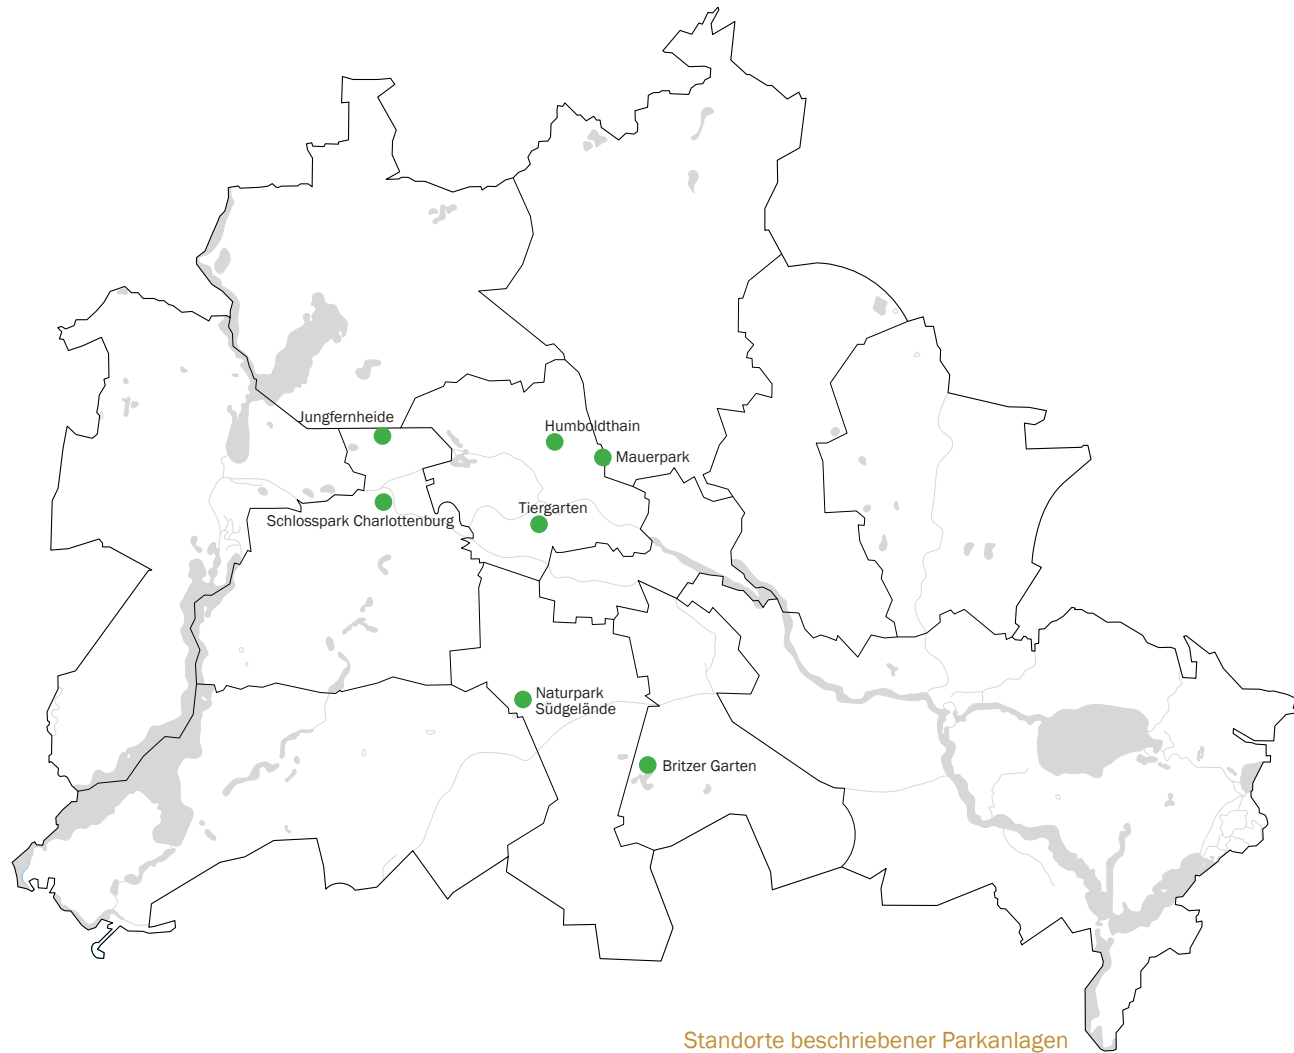 Jungfernheide
Humboldthain
Mauerpark
Tiergarten
Schlosspark Charlottenburg
Naturpark
Südgelände
Britzer Garten
Standorte beschriebener Parkanlagen